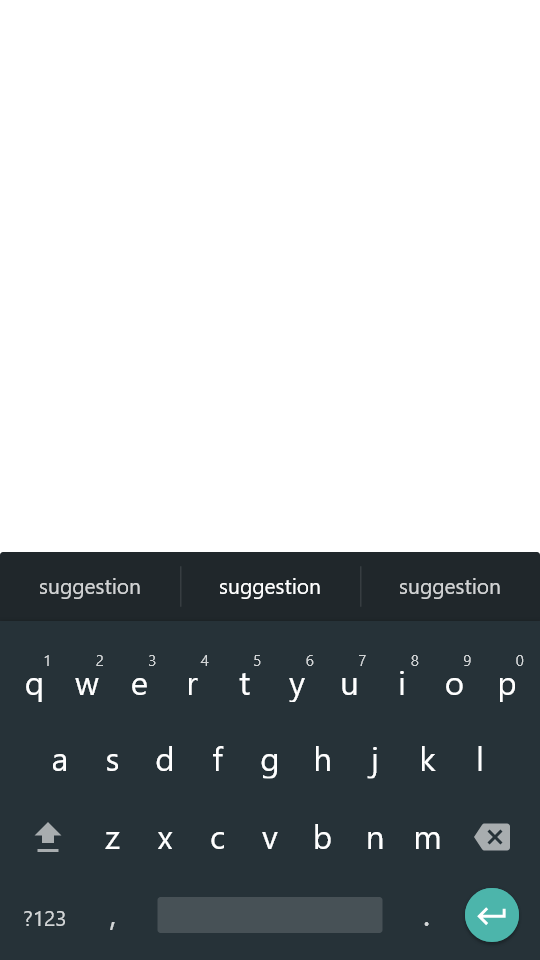 suggestion suggestion suggestion
1 2 3 4 5 6 7 8 9 0
q w e r t y u i o p
a s d f g h j k l
z x c v b n m
?123 , .